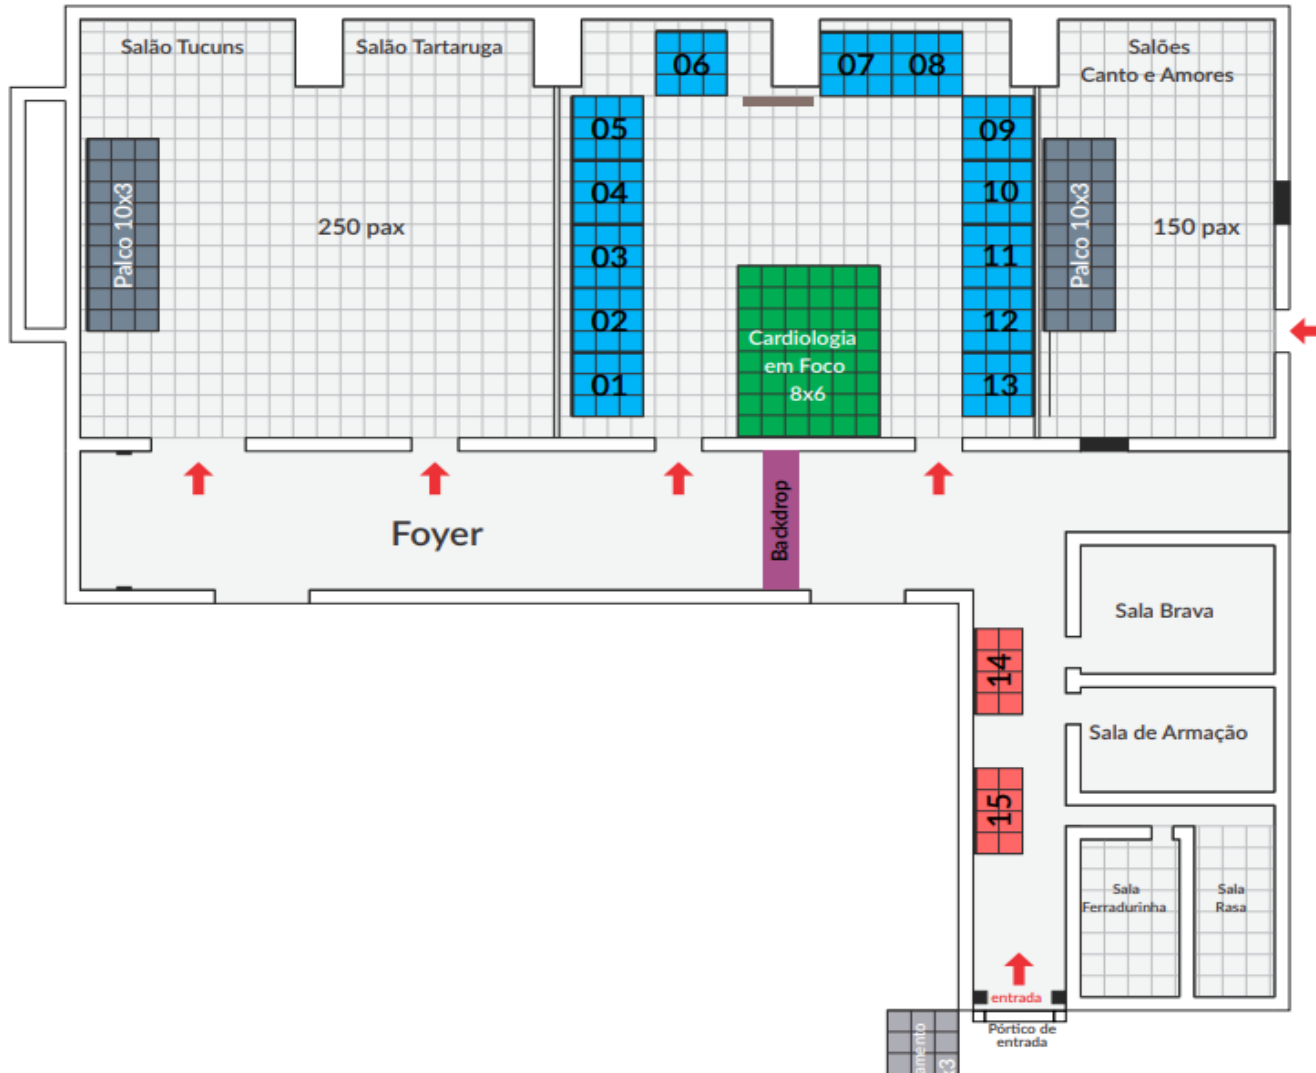 Salão Tucuns
Salão Tartaruga
Salões
Canto e Amores
06
07
08
05
09
04
10
03
11
02
12
01
13
Palco 10x3
250 pax
Palco 10x3
150 pax
Cardiologia
em Foco
8x6
Foyer
Backdrop
14
15
Sala Brava
Sala de Armação
Sala
Ferradurinha
Sala
Rasa
entrada
Pórtico de
entrada